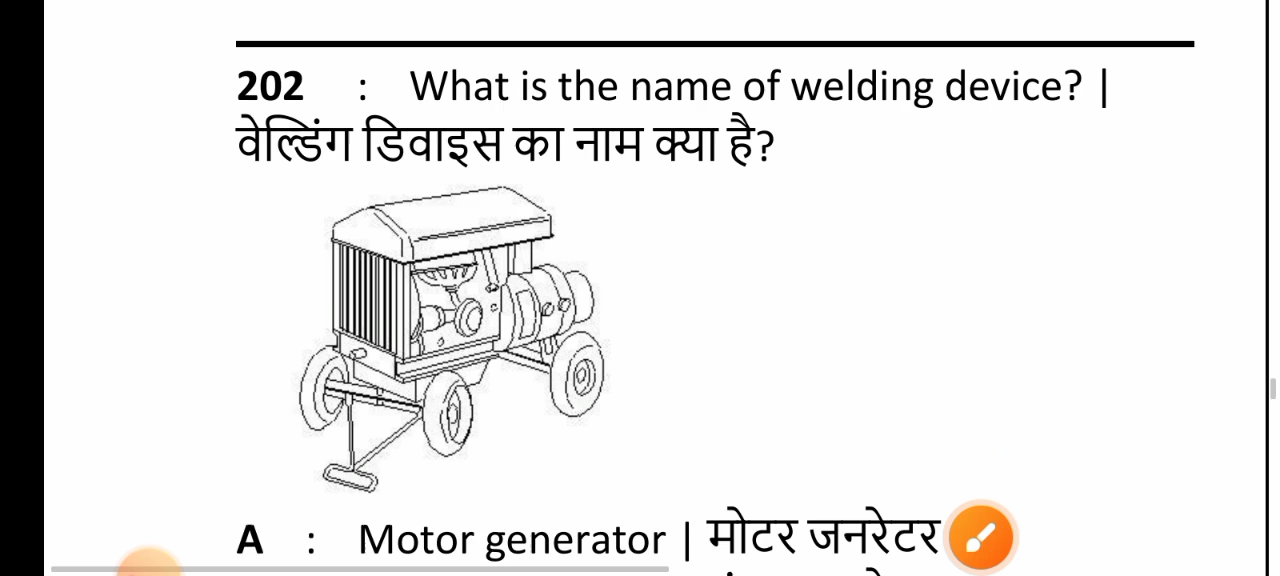 202 : What is the name of welding device? |
वेल्डिंग डिवाइस का नाम क्या है?
A : Motor generator | मोटर जनरेटर